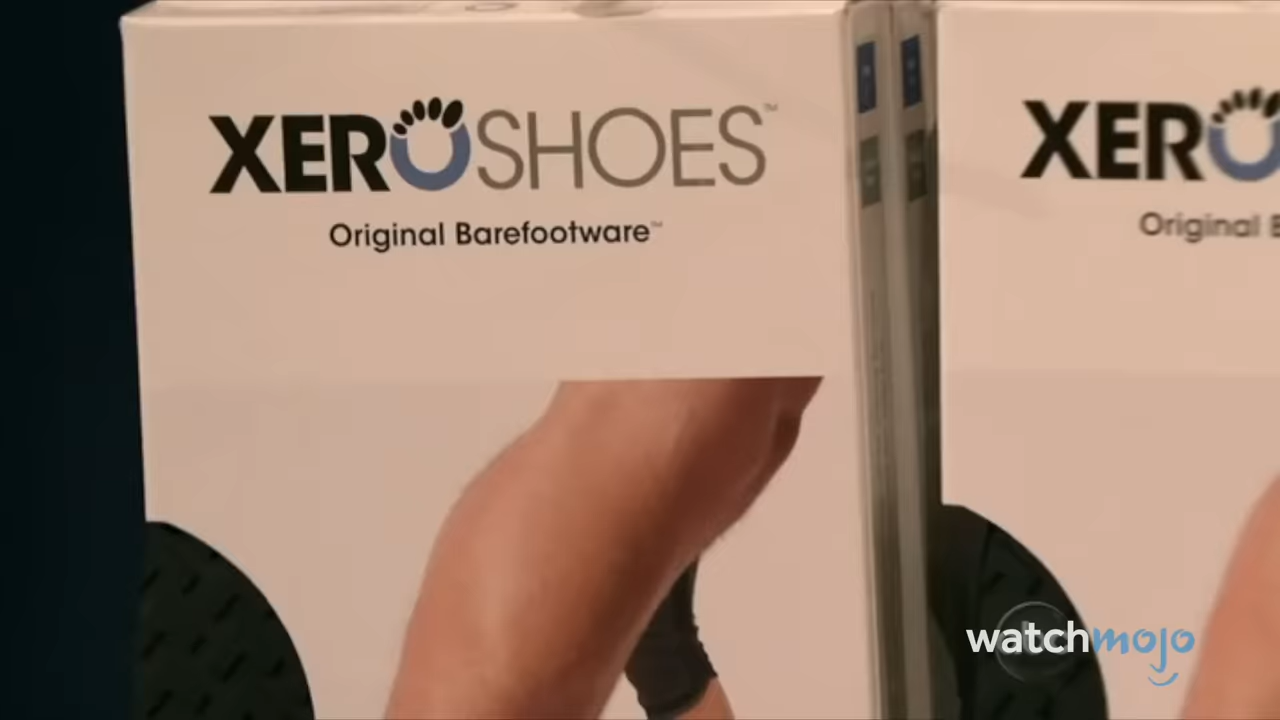 XEROSHOES™
Original Barefootware™
XERO
Original B
watchmojo